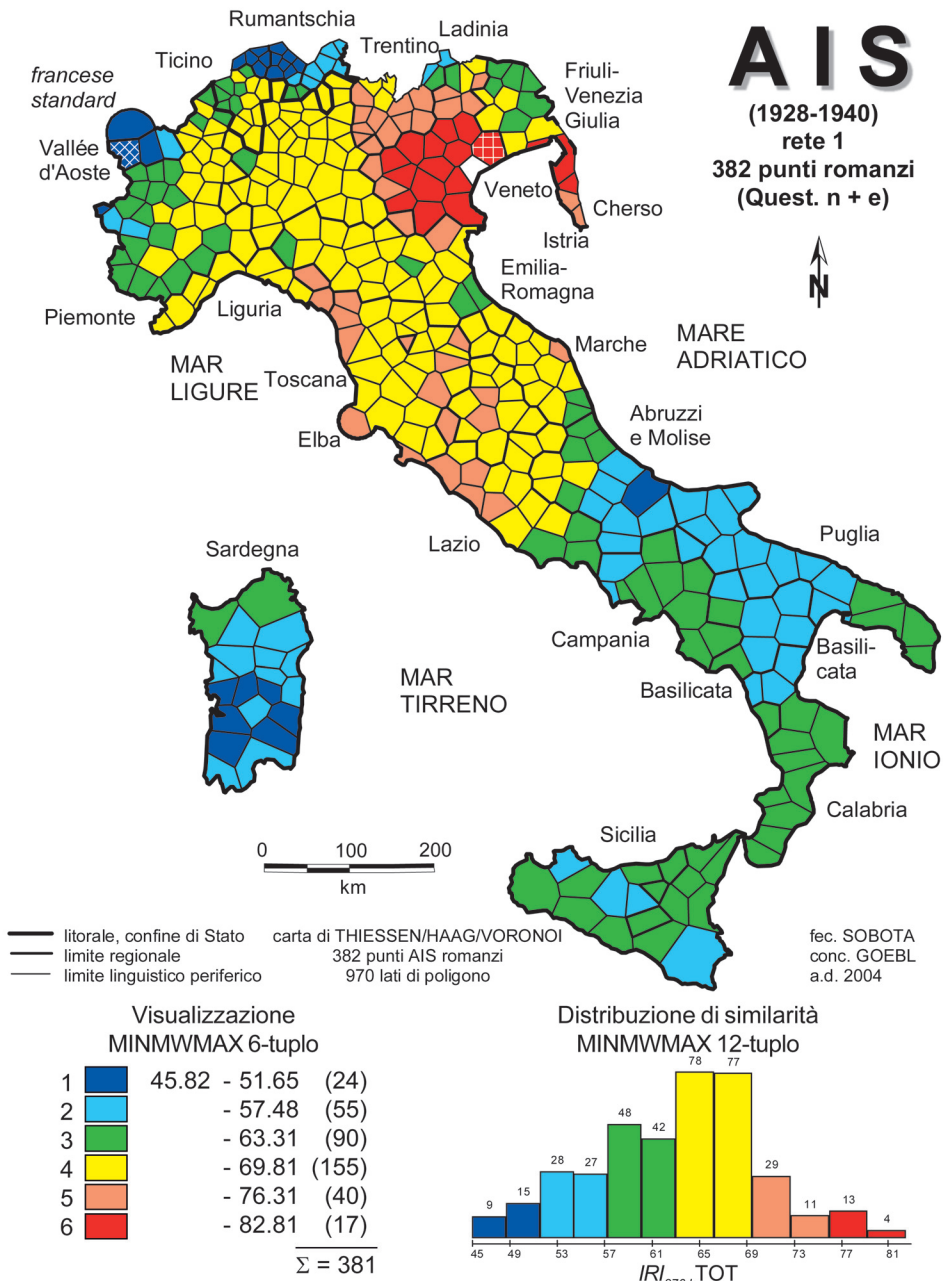 AIS
(1928-1940)
rete 1
382 punti romanzi
(Quest. n + e)
N
Rumantschia
Ladinia
Trentino
Ticino
francese
standard
Friuli-
Venezia
Giulia
Vallée
d'Aoste
Veneto
Cherso
Istria
Emilia-
Romagna
Piemonte
Liguria
MAR
LIGURE
MARE
ADRIATICO
Marche
Toscana
Elba
Abruzzi
e Molise
Lazio
Puglia
Sardegna
Campania
Basilicata
Basili-
cata
MAR
TIRRENO
MAR
IONIO
Calabria
Sicilia
0 100 200
km
litorale, confine di Stato
limite regionale
limite linguistico periferico
carta di THIESSEN/HAAG/VORONOI
382 punti AIS romanzi
970 lati di poligono
fec. SOBOTA
conc. GOEBL
a.d. 2004
Visualizzazione
MINMWMAX 6-tuplo
1 45.82 - 51.65 (24)
2 - 57.48 (55)
3 - 63.31 (90)
4 - 69.81 (155)
5 - 76.31 (40)
6 - 82.81 (17)
Σ = 381
Distribuzione di similarità
MINMWMAX 12-tuplo
9 15 28 27 48 42 78 77 29 11 13 4
45 49 53 57 61 65 69 73 77 81
IRI TOT